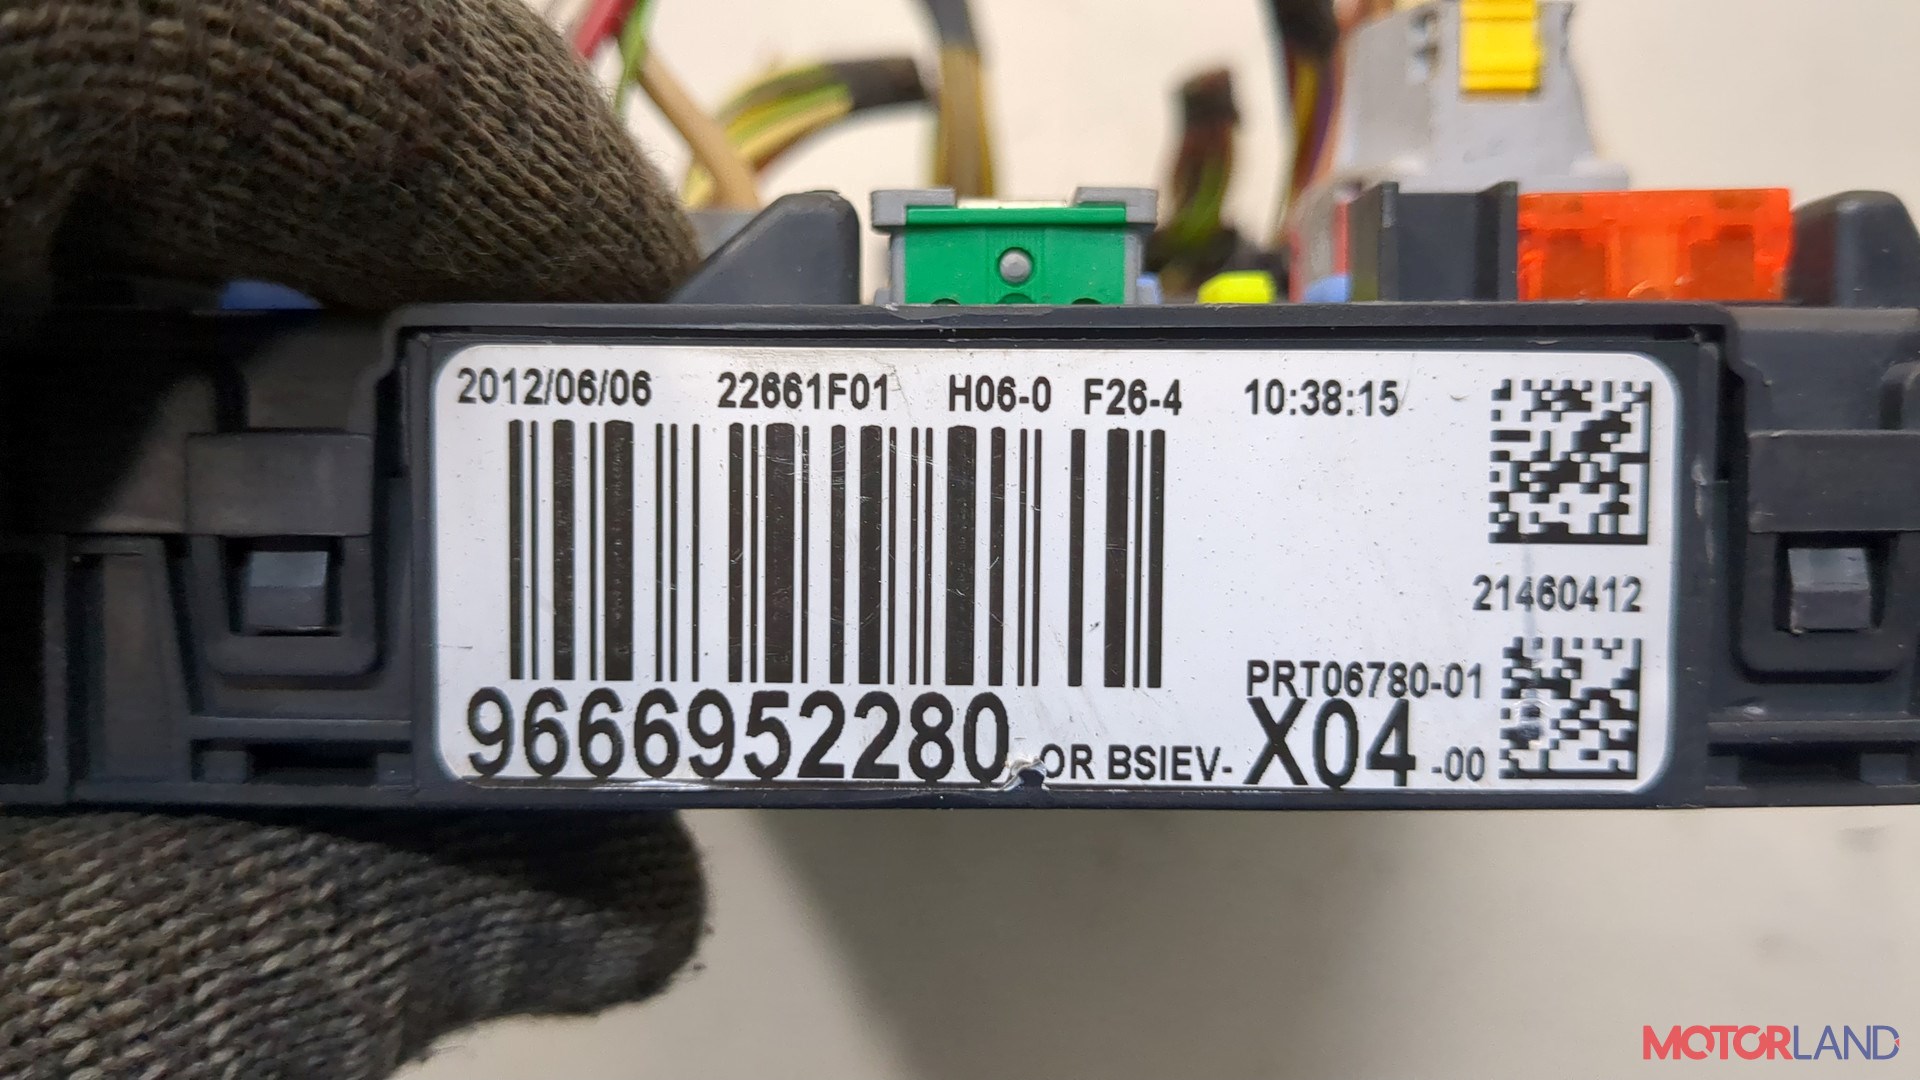 2012/06/06 22661F01 H06-0 F26-4 10:38:15
21460412
PRT06780-01
9666952280 OR BSIEV-X04-00
MOTORLAND